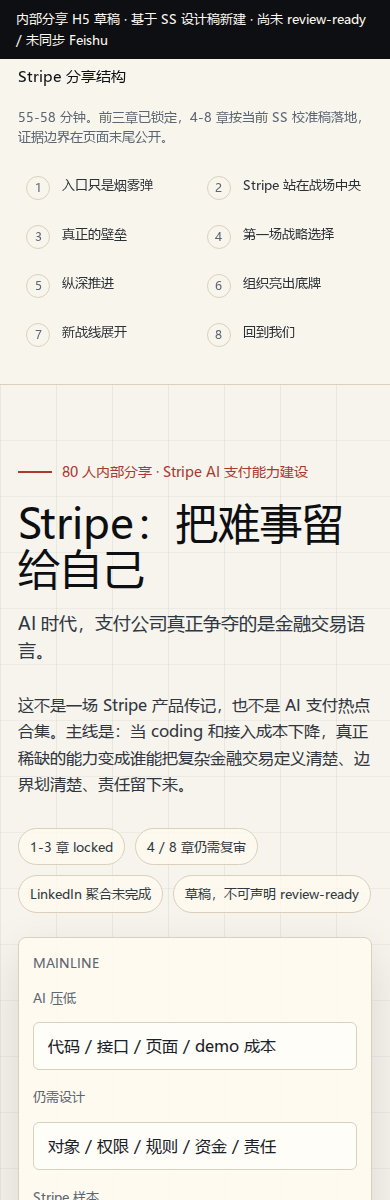 内部分享 H5 草稿 · 基于 SS 设计稿新建 · 尚未 review-ready
/ 未同步 Feishu
Stripe 分享结构
55-58 分钟。前三章已锁定，4-8 章按当前 SS 校准稿落地，
证据边界在页面末尾公开。
1 入口只是烟雾弹
2 Stripe 站在战场中央
3 真正的壁垒
4 第一场战略选择
5 纵深推进
6 组织亮出底牌
7 新战线展开
8 回到我们
80 人内部分享 · Stripe AI 支付能力建设
Stripe：把难事留
给自己
AI 时代，支付公司真正争夺的是金融交易语
言。
这不是一场 Stripe 产品传记，也不是 AI 支付热点
合集。主线是：当 coding 和接入成本下降，真正
稀缺的能力变成谁能把复杂金融交易定义清楚、边
界划清楚、责任留下来。
1-3 章 locked
4 / 8 章仍需复审
LinkedIn 聚合未完成
草稿，不可声明 review-ready
MAINLINE
AI 压低
代码 / 接口 / 页面 / demo 成本
仍需设计
对象 / 权限 / 规则 / 资金 / 责任
Stripe 样本